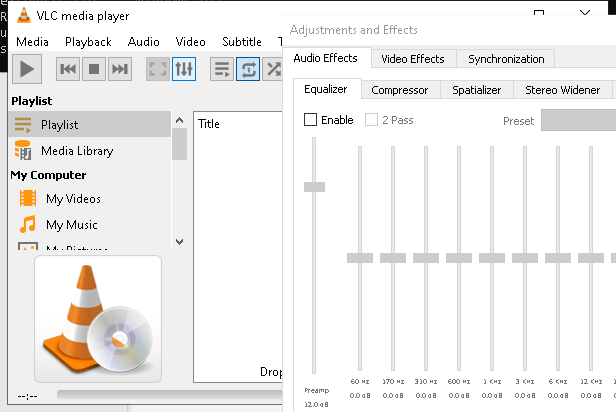 VLC media player
Media Playback Audio Video Subtitle
Playlist
Playlist
Media Library
My Computer
My Videos
My Music
My Pictures
Title
Drop
--:--
Adjustments and Effects
Audio Effects Video Effects Synchronization
Equalizer Compressor Spatializer Stereo Widener
Enable 2 Pass Preset
60 Hz 170 Hz 310 Hz 600 Hz 1 KHz 3 KHz 6 KHz 12 KHz
Preamp 0.0 dB 0.0 dB 0.0 dB 0.0 dB 0.0 dB 0.0 dB 0.0 dB 0.0 dB
12.0 dB